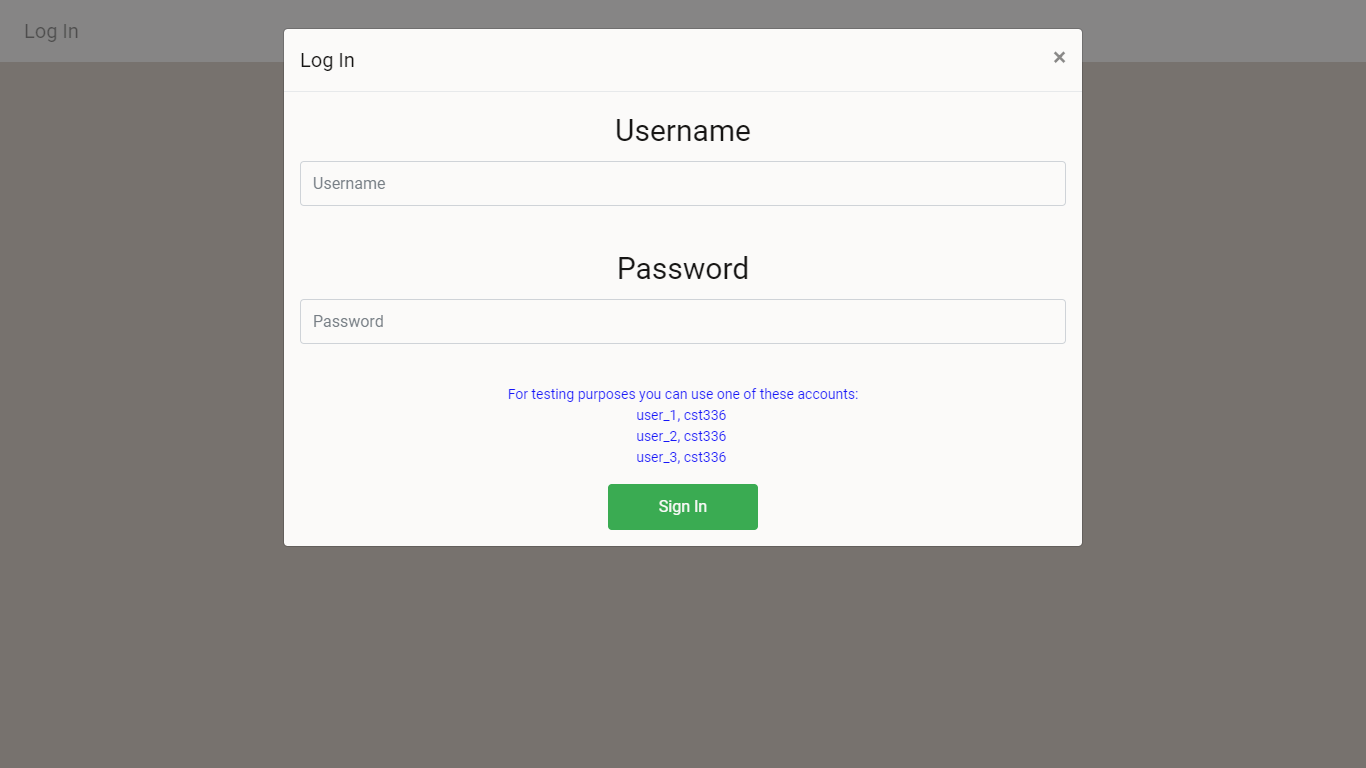 Log In
Log In
×
Username
Username
Password
Password
For testing purposes you can use one of these accounts:
user_1, cst336
user_2, cst336
user_3, cst336
Sign In